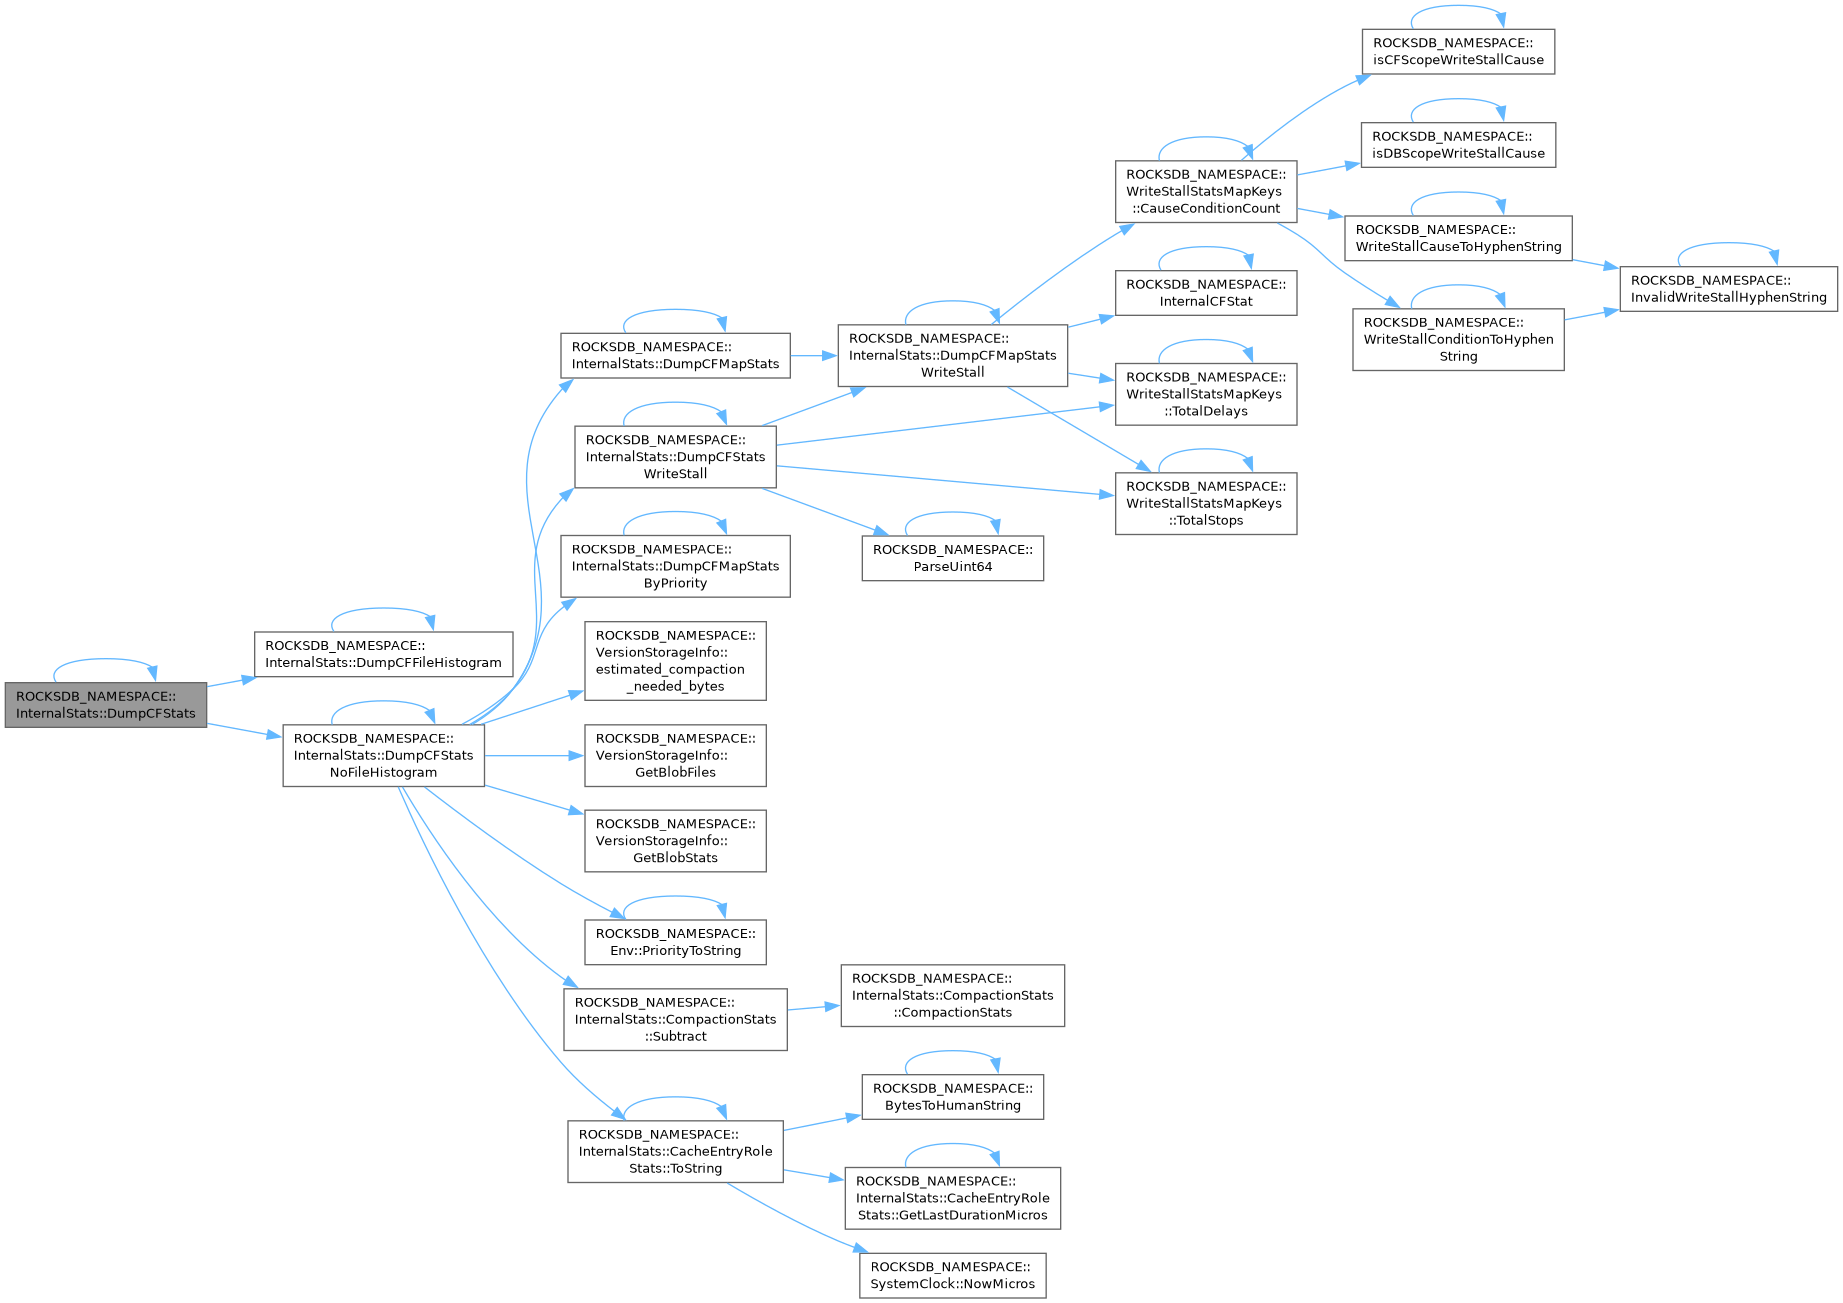 ROCKSDB_NAMESPACE::
InternalStats::DumpCFStats
ROCKSDB_NAMESPACE::
InternalStats::DumpCFFileHistogram
ROCKSDB_NAMESPACE::
InternalStats::DumpCFStats
NoFileHistogram
ROCKSDB_NAMESPACE::
InternalStats::DumpCFMapStats
ROCKSDB_NAMESPACE::
InternalStats::DumpCFStats
WriteStall
ROCKSDB_NAMESPACE::
InternalStats::DumpCFMapStats
ByPriority
ROCKSDB_NAMESPACE::
VersionStorageInfo::
estimated_compaction
_needed_bytes
ROCKSDB_NAMESPACE::
VersionStorageInfo::
GetBlobFiles
ROCKSDB_NAMESPACE::
VersionStorageInfo::
GetBlobStats
ROCKSDB_NAMESPACE::
Env::PriorityToString
ROCKSDB_NAMESPACE::
InternalStats::CompactionStats
::Subtract
ROCKSDB_NAMESPACE::
InternalStats::CacheEntryRole
Stats::ToString
ROCKSDB_NAMESPACE::
InternalStats::DumpCFMapStats
WriteStall
ROCKSDB_NAMESPACE::
ParseUint64
ROCKSDB_NAMESPACE::
InternalStats::CompactionStats
::CompactionStats
ROCKSDB_NAMESPACE::
BytesToHumanString
ROCKSDB_NAMESPACE::
InternalStats::CacheEntryRole
Stats::GetLastDurationMicros
ROCKSDB_NAMESPACE::
SystemClock::NowMicros
ROCKSDB_NAMESPACE::
WriteStallStatsMapKeys
::CauseConditionCount
ROCKSDB_NAMESPACE::
InternalCFStat
ROCKSDB_NAMESPACE::
WriteStallStatsMapKeys
::TotalDelays
ROCKSDB_NAMESPACE::
WriteStallStatsMapKeys
::TotalStops
ROCKSDB_NAMESPACE::
isCFScopeWriteStallCause
ROCKSDB_NAMESPACE::
isDBScopeWriteStallCause
ROCKSDB_NAMESPACE::
WriteStallCauseToHyphenString
ROCKSDB_NAMESPACE::
WriteStallConditionToHyphen
String
ROCKSDB_NAMESPACE::
InvalidWriteStallHyphenString